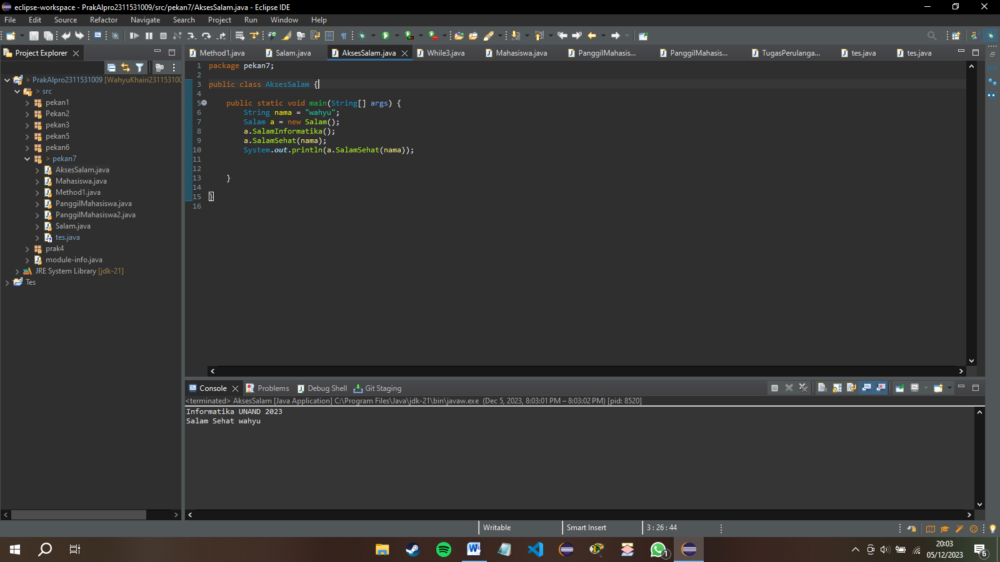 eclipse-workspace - PrakAlpro2311531009/src/pekan7/AksesSalam.java - Eclipse IDE
File Edit Source Refactor Navigate Search Project Run Window Help
Project Explorer
PrakAlpro2311531009 [WahyuKhairi23115310
src
pekan1
Pekan2
pekan3
pekan5
pekan6
> pekan7
AksesSalam.java
Mahasiswa.java
Method1.java
PanggilMahasiswa.java
PanggilMahasiswa2.java
Salam.java
tes.java
prak4
module-info.java
JRE System Library [jdk-21]
Tes
Method1.java Salam.java AksesSalam.java While3.java Mahasiswa.java PanggilMahasis... PanggilMahasis... TugasPerulanga... tes.java tes.java
1 package pekan7;
2
3 public class AksesSalam {
4
5 public static void main(String[] args) {
6 String nama = "wahyu";
7 Salam a = new Salam();
8 a.SalamInformatika();
9 a.SalamSehat(nama);
10 System.out.println(a.SalamSehat(nama));
11
12
13 }
14
15 }
16
Console Problems Debug Shell Git Staging
<terminated> AksesSalam [Java Application] C:\Program Files\Java\jdk-21\bin\javaw.exe (Dec 5, 2023, 8:03:01 PM – 8:03:02 PM) [pid: 8520]
Informatika UNAND 2023
Salam Sehat wahyu
Writable Smart Insert 3 : 26 : 44
1
20:03
05/12/2023
6